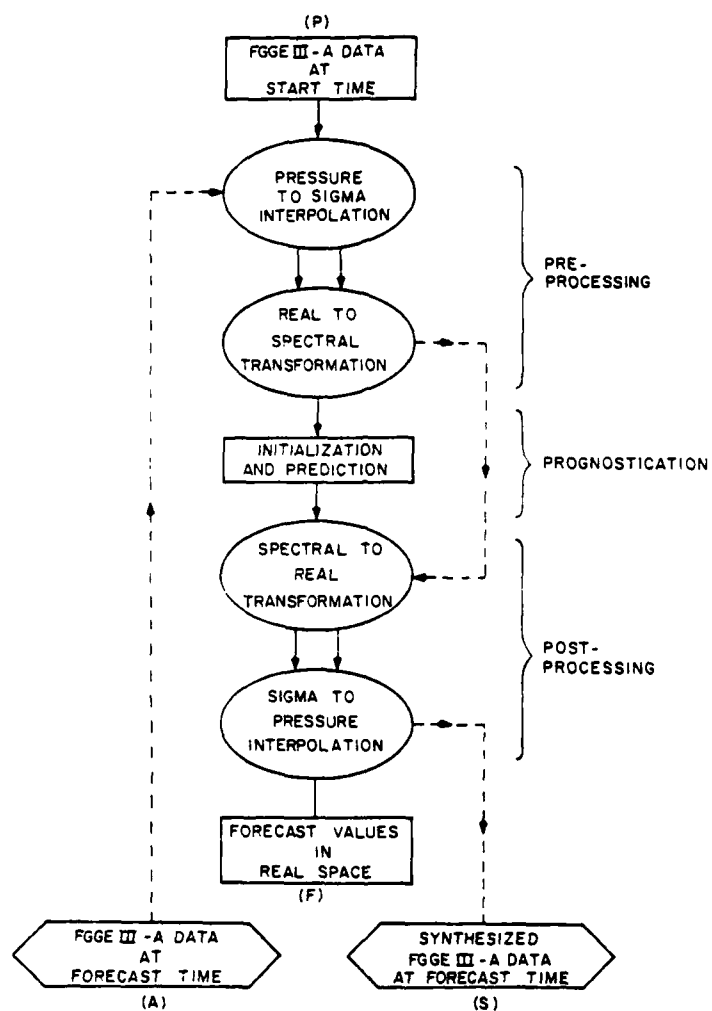 (P)
FGGE III-A DATA
AT
START TIME
PRESSURE
TO SIGMA
INTERPOLATION
PRE-
PROCESSING
REAL TO
SPECTRAL
TRANSFORMATION
INITIALIZATION
AND PREDICTION
PROGNOSTICATION
SPECTRAL TO
REAL
TRANSFORMATION
POST-
PROCESSING
SIGMA TO
PRESSURE
INTERPOLATION
FORECAST VALUES
IN
REAL SPACE
(F)
FGGE III-A DATA
AT
FORECAST TIME
(A)
SYNTHESIZED
FGGE III-A DATA
AT FORECAST TIME
(S)